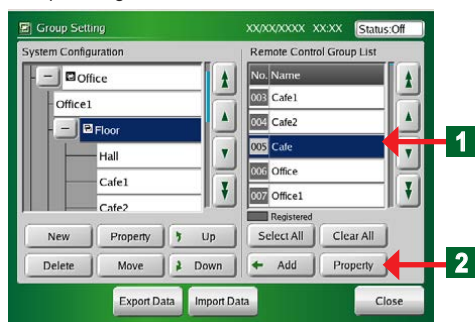 Group Setting
XX/XX/XXXX XX:XX
Status:Off
System Configuration
Office
Office1
Floor
Hall
Cafe1
Cafe2
New
Property
Up
Delete
Move
Down
Remote Control Group List
No. Name
003 Cafe1
004 Cafe2
005 Cafe
006 Office
007 Office1
Registered
Select All
Clear All
Add
Property
1
2
Export Data
Import Data
Close